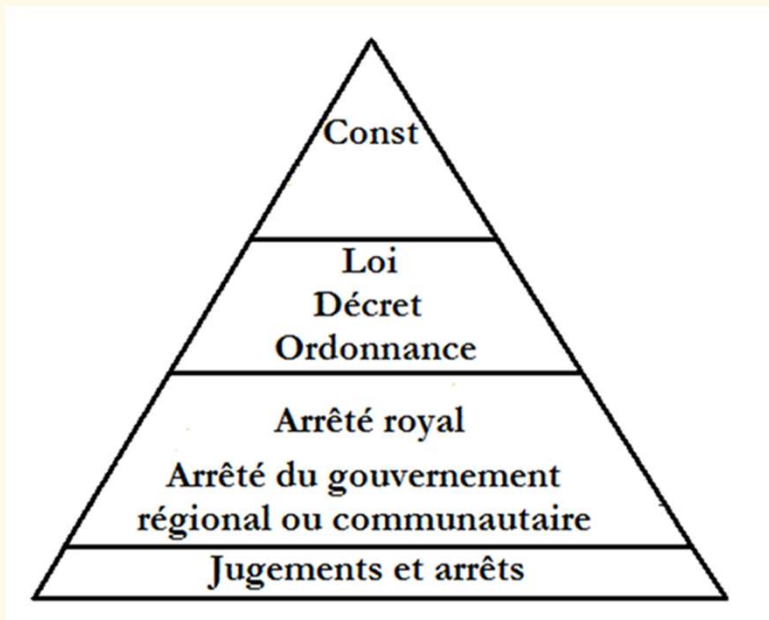 Const
Loi
Décret
Ordonnance
Arrêté royal
Arrêté du gouvernement
régional ou communautaire
Jugements et arrêts